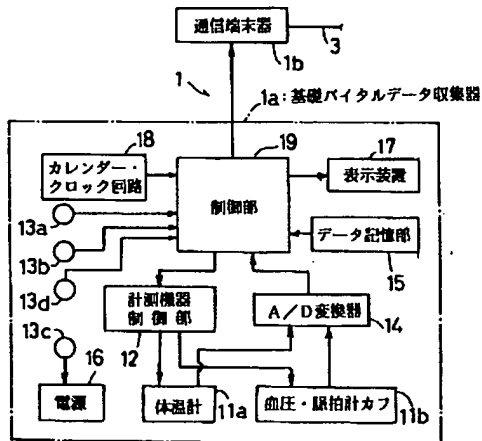 通信端末器
3
1b
1
1a:基礎バイタルデータ収集器
18
19
17
カレンダー・
クロック回路
制御部
表示装置
13a
13b
データ記憶部
15
13d
計測機器
制御部
12
A/D変換器
14
13c
16
電源
体温計
11a
血圧・脈拍計カフ
11b